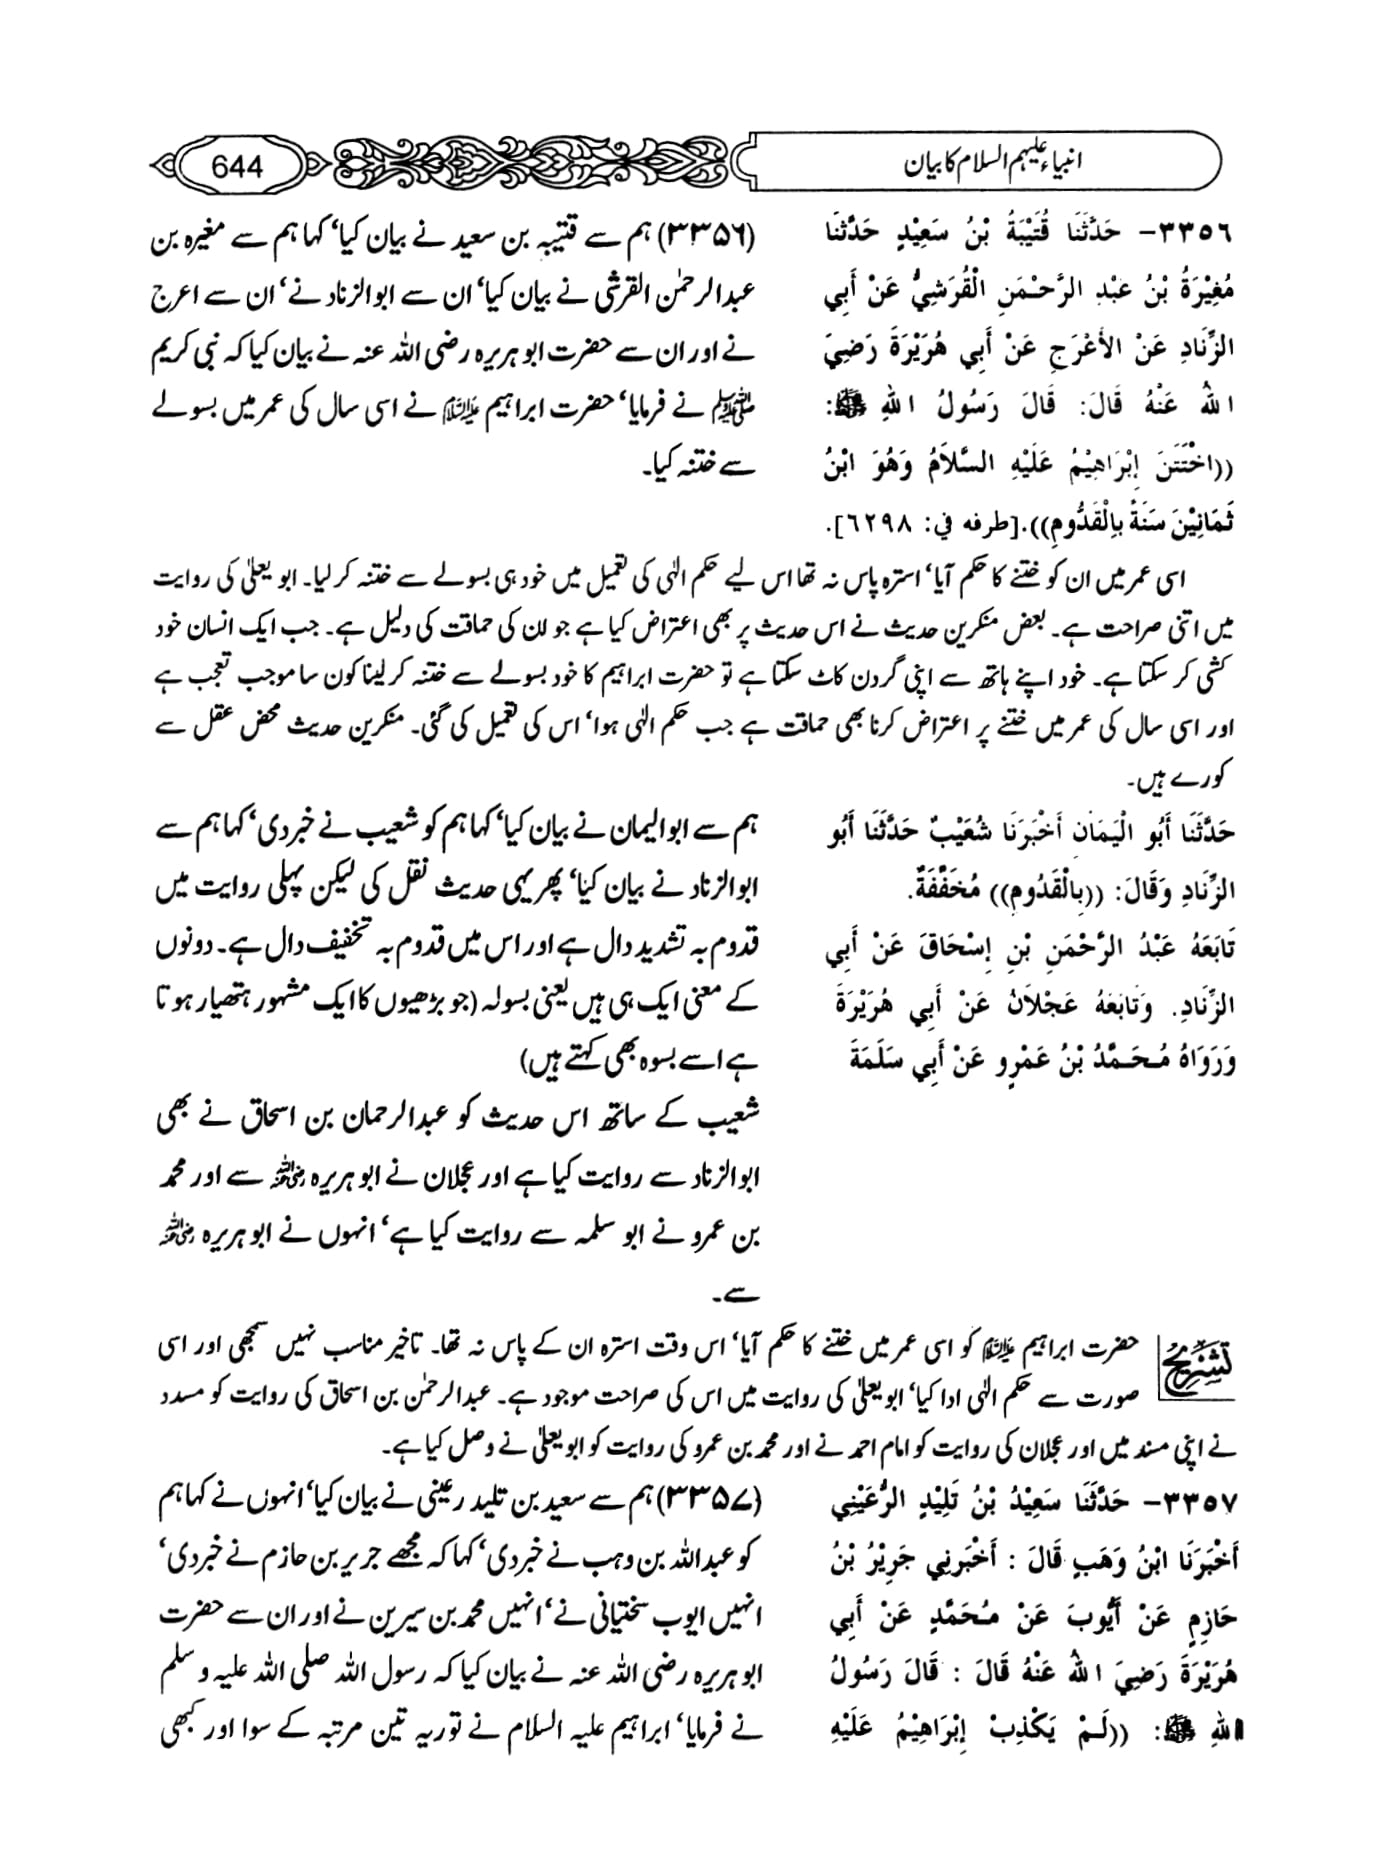 انبیاء علیہم السلام کا بیان
644
٣٣٥٦- حَدَّثَنَا قُتَيْبَةُ بْنُ سَعِيْدٍ حَدَّثَنَا
مُغِيْرَةُ بْنُ عَبْدِ الرَّحْمَنِ الْقُرَشِيُّ عَنْ أَبِي
الزِّنَادِ عَنْ الأَعْرَجِ عَنْ أَبِي هُرَيْرَةَ رَضِيَ
اللهُ عَنْهُ قَالَ: قَالَ رَسُولُ اللهِ ﷺ:
((اخْتَتَنَ إِبْرَاهِيْمُ عَلَيْهِ السَّلاَمُ وَهُوَ ابْنُ
ثَمَانِيْنَ سَنَةً بِالْقَدُّومِ)).[طرفه في: ٦٢٩٨].
(۳۳۵۶) ہم سے قتیبہ بن سعید نے بیان کیا‘ کہا ہم سے مغیرہ بن
عبدالرحمٰن القرشی نے بیان کیا‘ ان سے ابوالزناد نے‘ ان سے اعرج
نے اور ان سے حضرت ابو ہریرہ رضی اللہ عنہ نے بیان کیا کہ نبی کریم
ﷺ نے فرمایا‘ حضرت ابراہیم علیہ السلام نے اسی سال کی عمر میں بسولے
سے ختنہ کیا۔
اسی عمر میں ان کو ختنے کا حکم آیا‘ استرہ پاس نہ تھا اس لیے حکم الٰہی کی تعمیل میں خود ہی بسولے سے ختنہ کر لیا۔ ابو یعلیٰ کی روایت
میں اتنی صراحت ہے۔ بعض منکرین حدیث نے اس حدیث پر بھی اعتراض کیا ہے جو ان کی حماقت کی دلیل ہے۔ جب ایک انسان خود
کشی کر سکتا ہے۔ خود اپنے ہاتھ سے اپنی گردن کاٹ سکتا ہے تو حضرت ابراہیم کا خود بسولے سے ختنہ کر لینا کون سا موجب تعجب ہے
اور اسی سال کی عمر میں ختنے پر اعتراض کرنا بھی حماقت ہے جب حکم الٰہی ہوا‘ اس کی تعمیل کی گئی۔ منکرین حدیث محض عقل سے
کورے ہیں۔
حَدَّثَنَا أَبُو الْيَمَانِ أَخْبَرَنَا شُعَيْبٌ حَدَّثَنَا أَبُو
الزِّنَادِ وَقَالَ: ((بِالْقَدُومِ)) مُخَفَّفَةٌ.
تَابَعَهُ عَبْدُ الرَّحْمَنِ بْنِ إِسْحَاقَ عَنْ أَبِي
الزِّنَادِ. وَتَابَعَهُ عَجْلاَنُ عَنْ أَبِي هُرَيْرَةَ
وَرَوَاهُ مُحَمَّدُ بْنُ عَمْرٍو عَنْ أَبِي سَلَمَةَ
ہم سے ابوالیمان نے بیان کیا‘ کہا ہم کو شعیب نے خبر دی‘ کہا ہم سے
ابوالزناد نے بیان کیا‘ پھر یہی حدیث نقل کی لیکن پہلی روایت میں
قدوم بہ تشدید دال ہے اور اس میں قدوم بہ تخفیف دال ہے۔ دونوں
کے معنی ایک ہی ہیں یعنی بسولہ (جو بڑھیوں کا ایک مشہور ہتھیار ہوتا
ہے اسے بسوہ بھی کہتے ہیں)
شعیب کے ساتھ اس حدیث کو عبدالرحمان بن اسحاق نے بھی
ابوالزناد سے روایت کیا ہے اور عجلان نے ابو ہریرہ رضی اللہ عنہ سے اور محمد
بن عمرو نے ابو سلمہ سے روایت کیا ہے‘ انہوں نے ابو ہریرہ رضی اللہ عنہ
سے۔
تشریح
حضرت ابراہیم علیہ السلام کو اسی عمر میں ختنے کا حکم آیا‘ اس وقت استرہ ان کے پاس نہ تھا۔ تاخیر مناسب نہیں سمجھی اور اسی
صورت سے حکم الٰہی ادا کیا‘ ابو یعلیٰ کی روایت میں اس کی صراحت موجود ہے۔ عبدالرحمٰن بن اسحاق کی روایت کو مسدد
نے اپنی مسند میں اور عجلان کی روایت کو امام احمد نے اور محمد بن عمرو کی روایت کو ابو یعلیٰ نے وصل کیا ہے۔
٣٣٥٧- حَدَّثَنَا سَعِيْدُ بْنُ تَلِيْدٍ الرُّعَيْنِي
أَخْبَرَنَا ابْنُ وَهَبٍ قَالَ : أَخْبَرَنِي جَرِيْرُ بْنُ
حَازِمٍ عَنْ أَيُّوبَ عَنْ مُحَمَّدٍ عَنْ أَبِي
هُرَيْرَةَ رَضِيَ اللهُ عَنْهُ قَالَ : قَالَ رَسُولُ
اللهِ ﷺ: ((لَمْ يَكْذِبْ إِبْرَاهِيْمُ عَلَيْهِ
(۳۳۵۷) ہم سے سعید بن تلید رعینی نے بیان کیا‘ انہوں نے کہا ہم
کو عبداللہ بن وہب نے خبر دی‘ کہا کہ مجھے جریر بن حازم نے خبر دی‘
انہیں ایوب سختیانی نے‘ انہیں محمد بن سیرین نے اور ان سے حضرت
ابو ہریرہ رضی اللہ عنہ نے بیان کیا کہ رسول اللہ صلی اللہ علیہ وسلم
نے فرمایا‘ ابراہیم علیہ السلام نے توریہ تین مرتبہ کے سوا اور کبھی